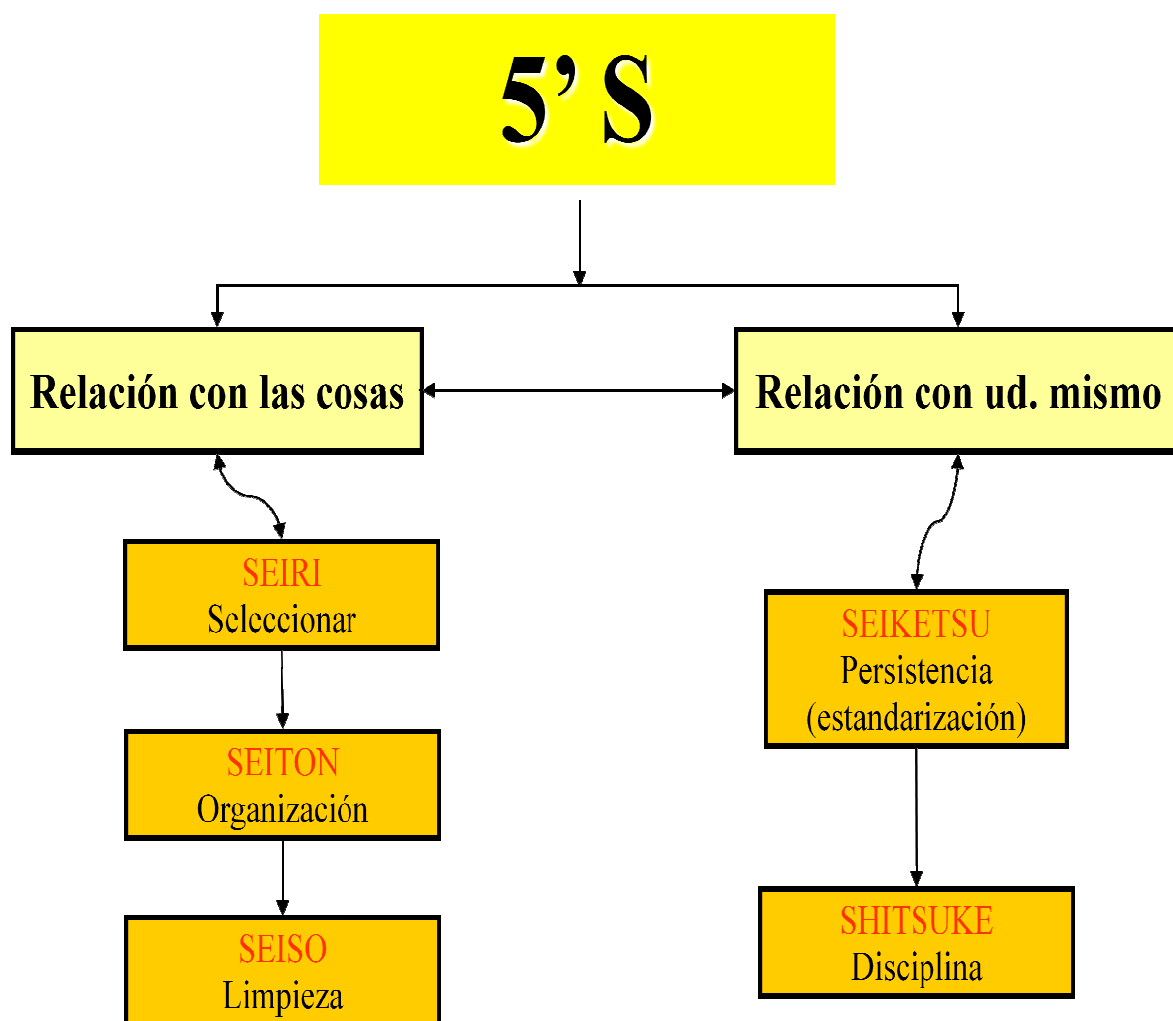 5’ S
Relación con las cosas
Relación con ud. mismo
SEIRI
Seleccionar
SEITON
Organización
SEISO
Limpieza
SEIKETSU
Persistencia
(estandarización)
SHITSUKE
Disciplina